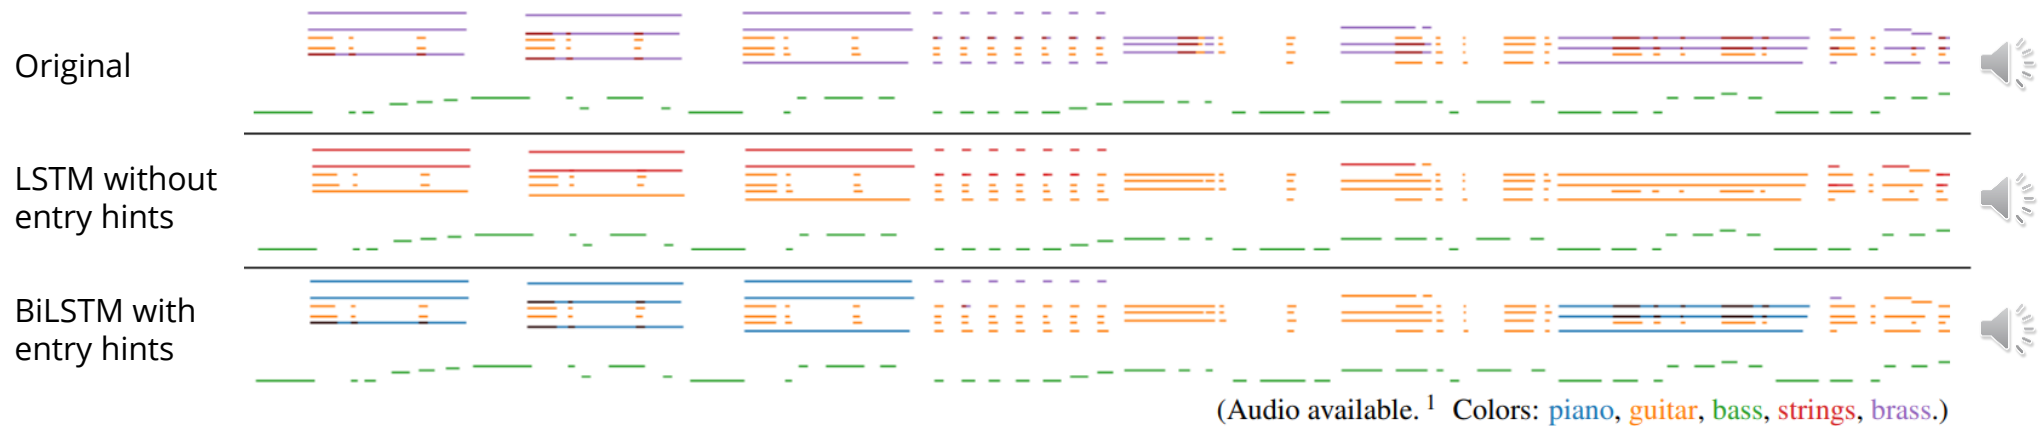 Original
LSTM without
entry hints
BiLSTM with
entry hints
(Audio available. 1 Colors: piano, guitar, bass, strings, brass.)